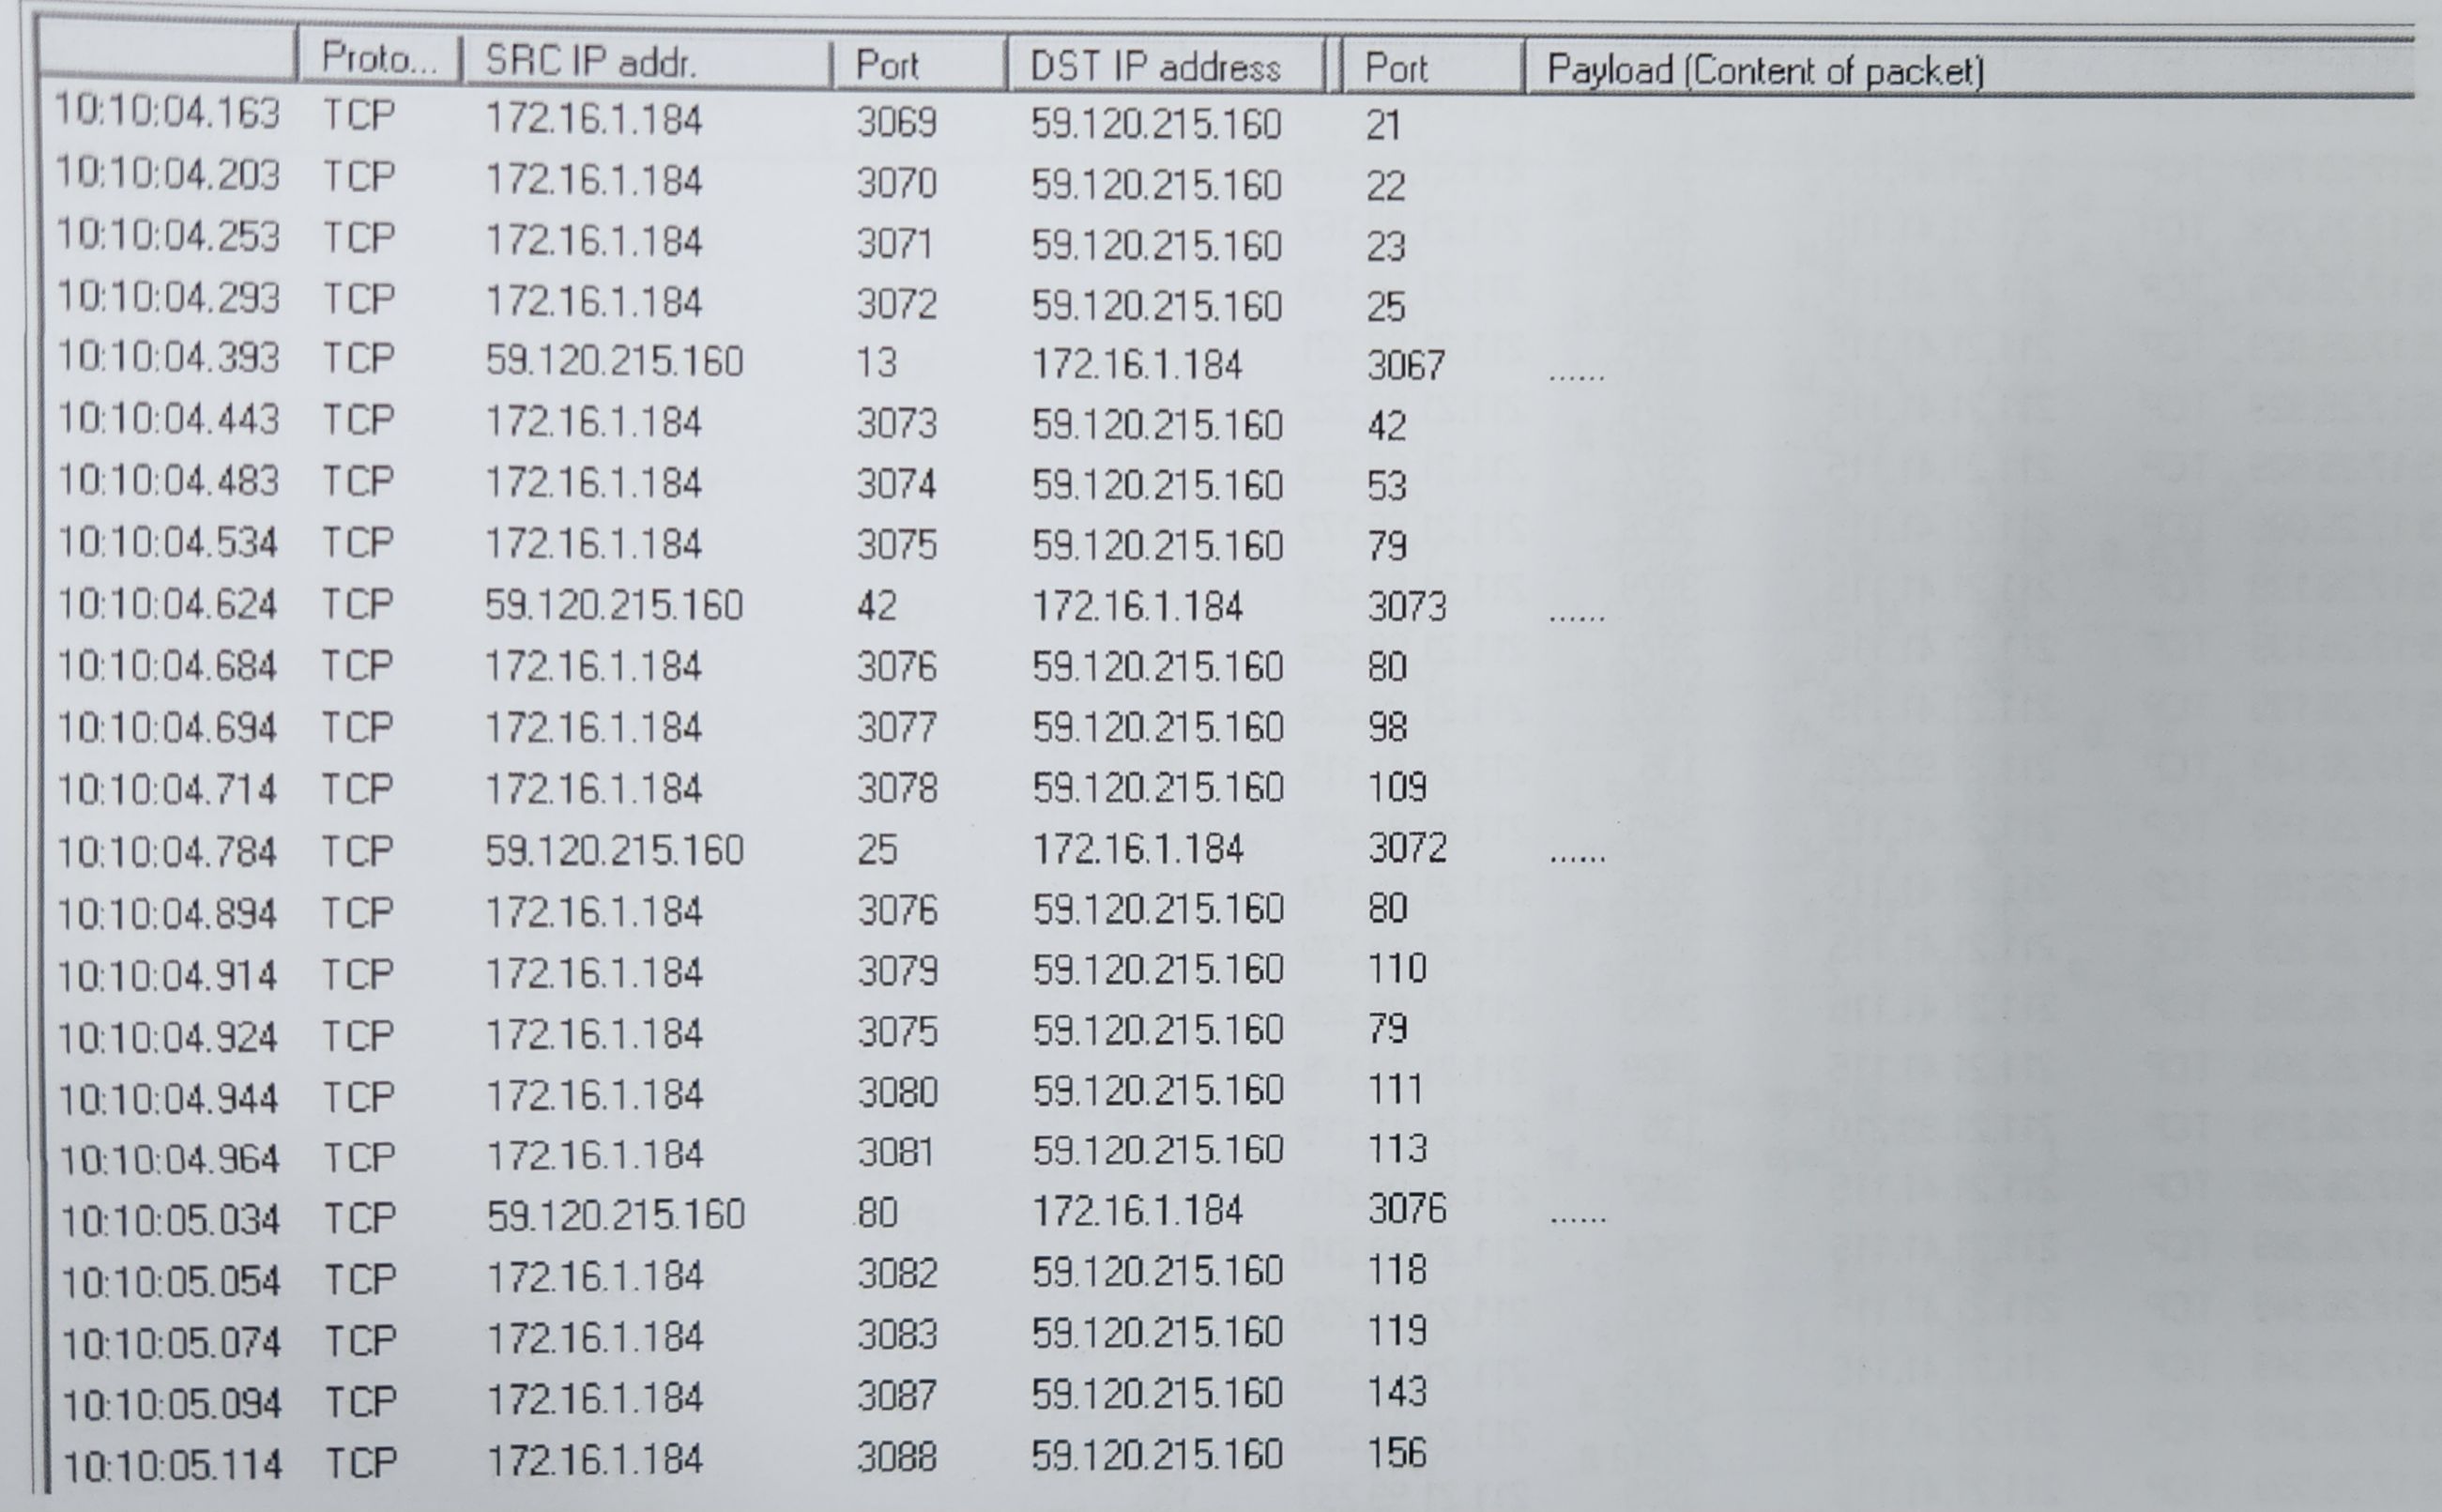 Proto... SRC IP addr. Port DST IP address Port Payload (Content of packet)
10:10:04.163 TCP 172.16.1.184 3069 59.120.215.160 21
10:10:04.203 TCP 172.16.1.184 3070 59.120.215.160 22
10:10:04.253 TCP 172.16.1.184 3071 59.120.215.160 23
10:10:04.293 TCP 172.16.1.184 3072 59.120.215.160 25
10:10:04.393 TCP 59.120.215.160 13 172.16.1.184 3067 ......
10:10:04.443 TCP 172.16.1.184 3073 59.120.215.160 42
10:10:04.483 TCP 172.16.1.184 3074 59.120.215.160 53
10:10:04.534 TCP 172.16.1.184 3075 59.120.215.160 79
10:10:04.624 TCP 59.120.215.160 42 172.16.1.184 3073 ......
10:10:04.684 TCP 172.16.1.184 3076 59.120.215.160 80
10:10:04.694 TCP 172.16.1.184 3077 59.120.215.160 98
10:10:04.714 TCP 172.16.1.184 3078 59.120.215.160 109
10:10:04.784 TCP 59.120.215.160 25 172.16.1.184 3072 ......
10:10:04.894 TCP 172.16.1.184 3076 59.120.215.160 80
10:10:04.914 TCP 172.16.1.184 3079 59.120.215.160 110
10:10:04.924 TCP 172.16.1.184 3075 59.120.215.160 79
10:10:04.944 TCP 172.16.1.184 3080 59.120.215.160 111
10:10:04.964 TCP 172.16.1.184 3081 59.120.215.160 113
10:10:05.034 TCP 59.120.215.160 80 172.16.1.184 3076 ......
10:10:05.054 TCP 172.16.1.184 3082 59.120.215.160 118
10:10:05.074 TCP 172.16.1.184 3083 59.120.215.160 119
10:10:05.094 TCP 172.16.1.184 3087 59.120.215.160 143
10:10:05.114 TCP 172.16.1.184 3088 59.120.215.160 156